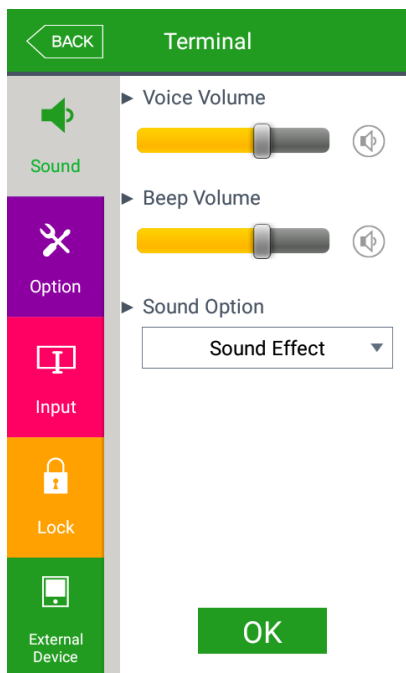 BACK
Terminal
Sound
Option
Input
Lock
External
Device
Voice Volume
Beep Volume
Sound Option
Sound Effect
OK